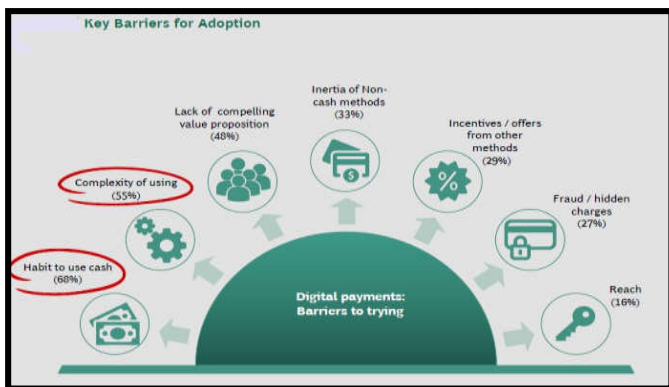 Key Barriers for Adoption
Inertia of Non-
cash methods
(33%)
Lack of compelling
value proposition
(48%)
Incentives / offers
from other
methods
(29%)
Complexity of using
(55%)
Fraud / hidden
charges
(27%)
Habit to use cash
(68%)
Reach
(16%)
Digital payments:
Barriers to trying